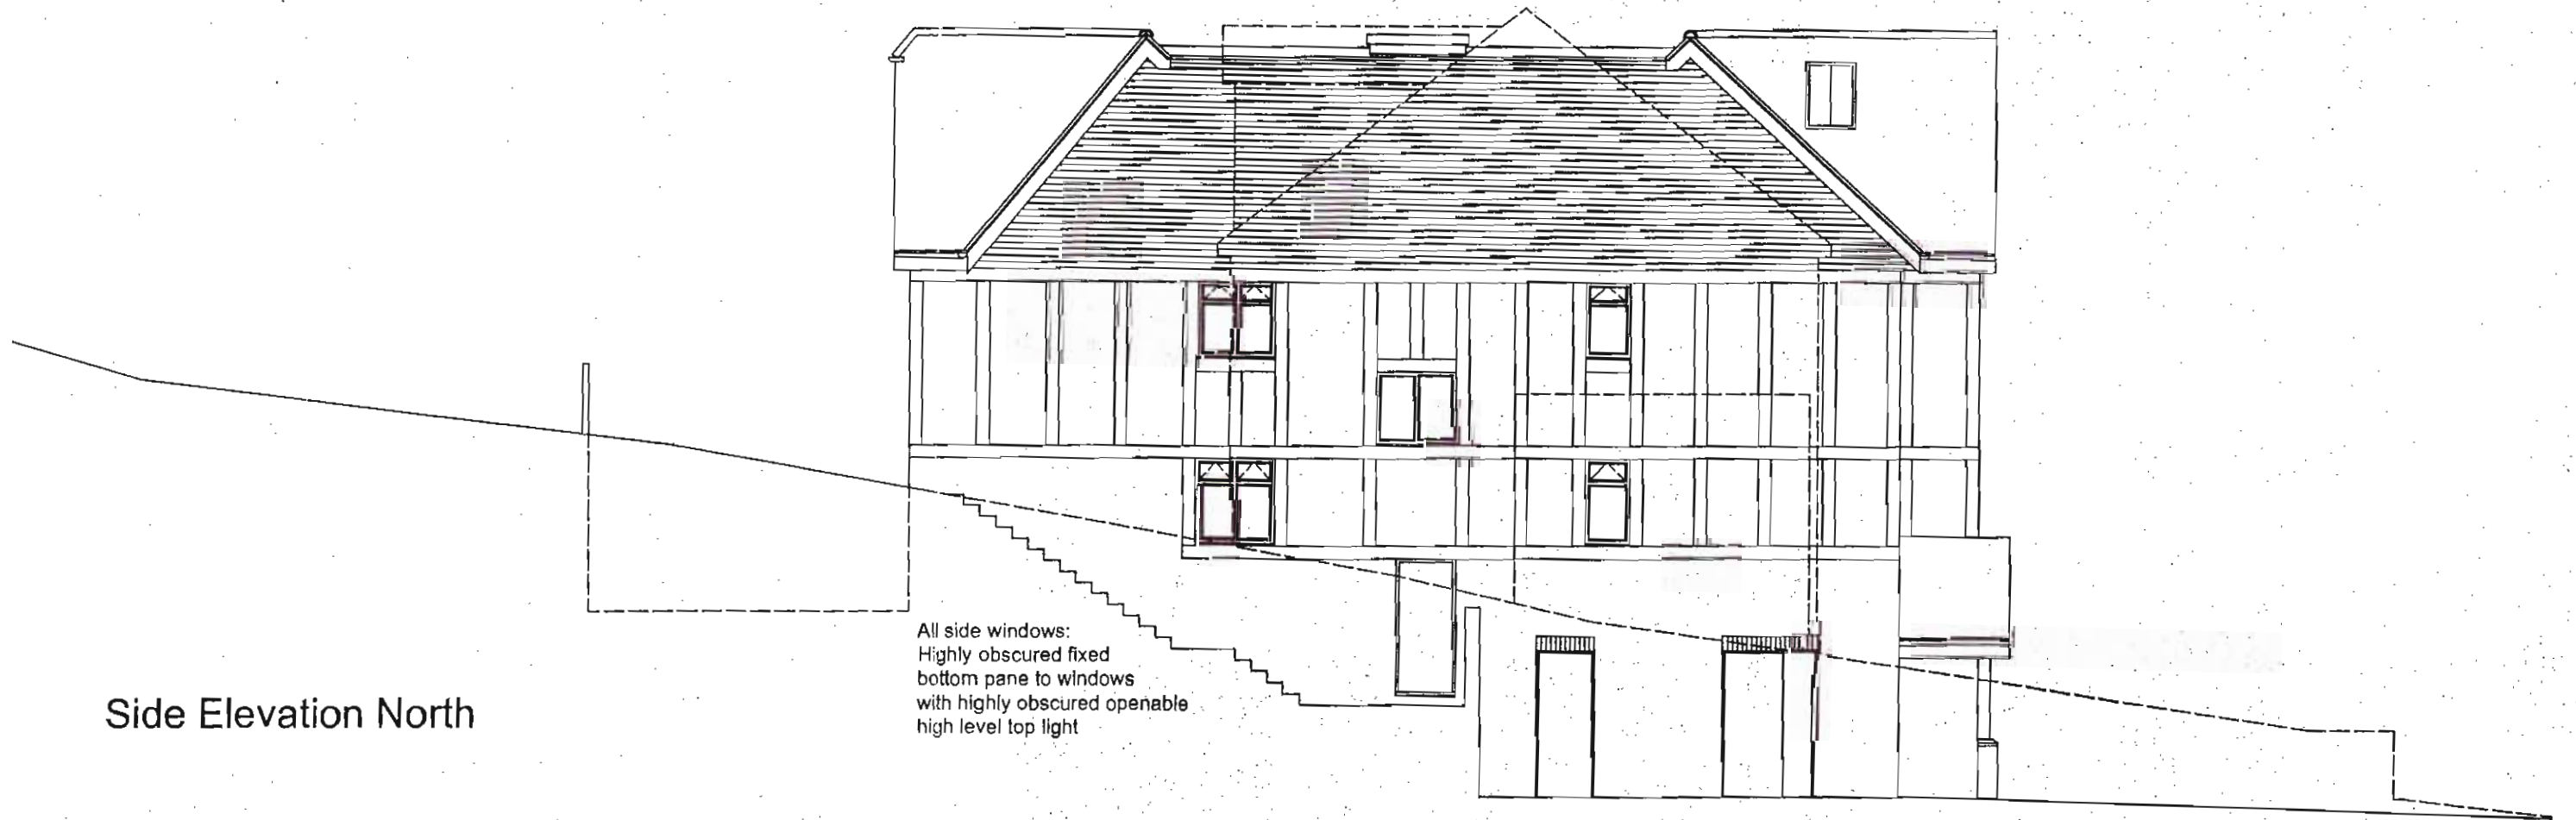 All side windows:
Highly obscured fixed
bottom pane to windows
with highly obscured openable
high level top light
Side Elevation North